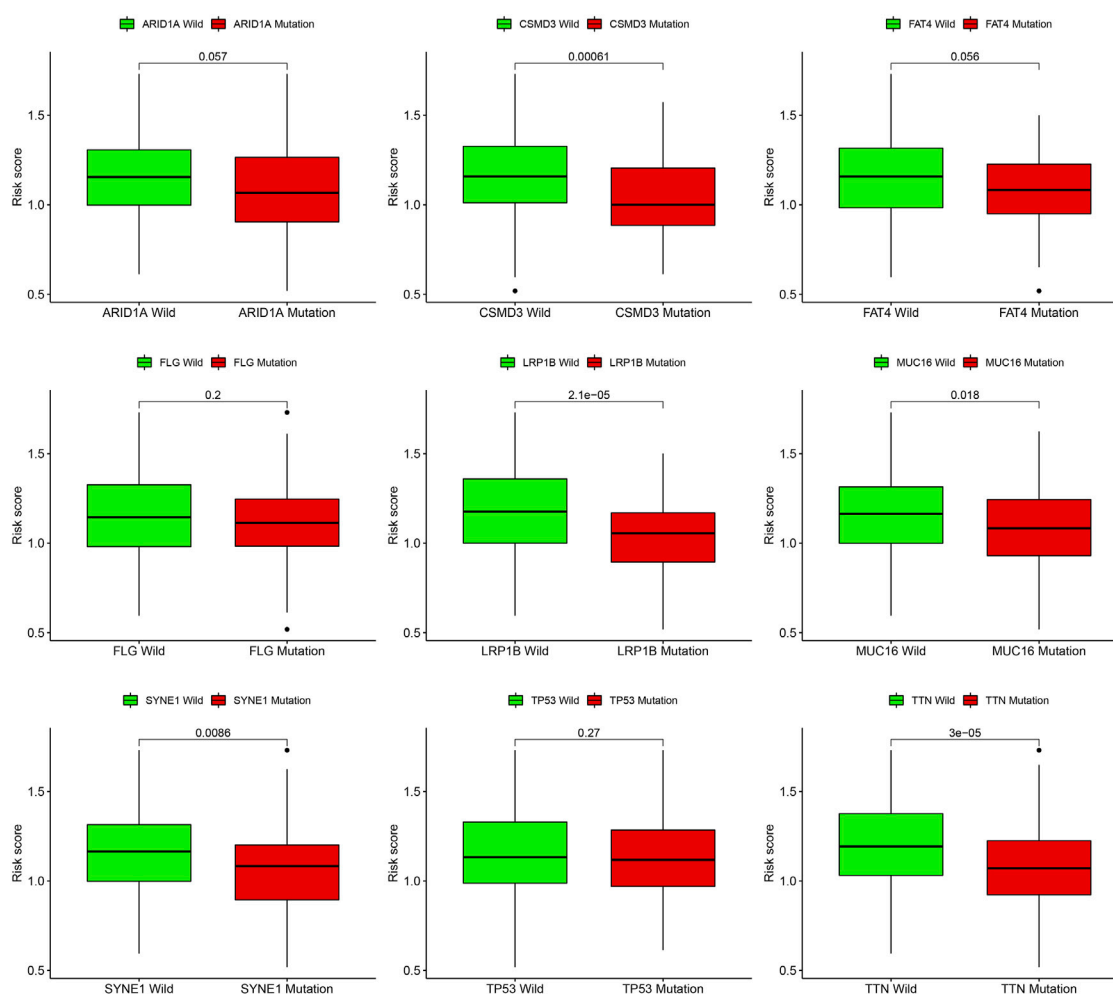 ARID1A Wild ARID1A Mutation
0.057
1.5
1.0
0.5
Risk score
ARID1A Wild ARID1A Mutation
CSMD3 Wild CSMD3 Mutation
0.00061
1.5
1.0
0.5
Risk score
CSMD3 Wild CSMD3 Mutation
FAT4 Wild FAT4 Mutation
0.056
1.5
1.0
0.5
Risk score
FAT4 Wild FAT4 Mutation
FLG Wild FLG Mutation
0.2
1.5
1.0
0.5
Risk score
FLG Wild FLG Mutation
LRP1B Wild LRP1B Mutation
2.1e−05
1.5
1.0
0.5
Risk score
LRP1B Wild LRP1B Mutation
MUC16 Wild MUC16 Mutation
0.018
1.5
1.0
0.5
Risk score
MUC16 Wild MUC16 Mutation
SYNE1 Wild SYNE1 Mutation
0.0086
1.5
1.0
0.5
Risk score
SYNE1 Wild SYNE1 Mutation
TP53 Wild TP53 Mutation
0.27
1.5
1.0
0.5
Risk score
TP53 Wild TP53 Mutation
TTN Wild TTN Mutation
3e−05
1.5
1.0
0.5
Risk score
TTN Wild TTN Mutation